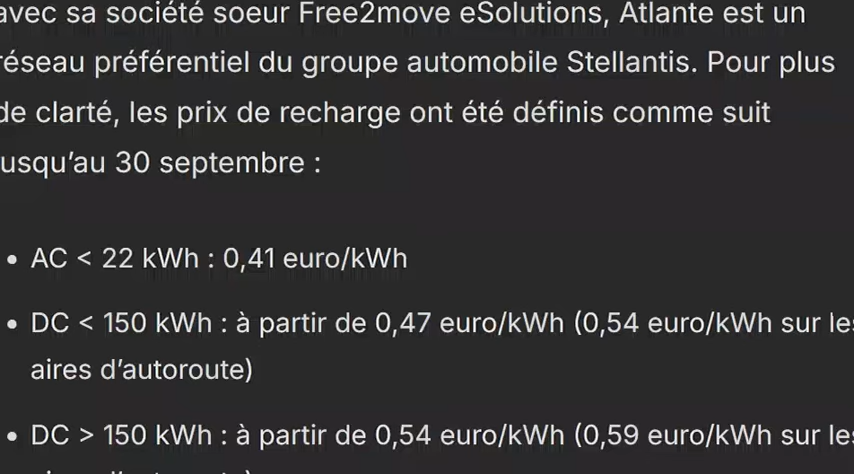 avec sa société soeur Free2move eSolutions, Atlante est un
réseau préférentiel du groupe automobile Stellantis. Pour plus
de clarté, les prix de recharge ont été définis comme suit
jusqu’au 30 septembre :
• AC < 22 kWh : 0,41 euro/kWh
• DC < 150 kWh : à partir de 0,47 euro/kWh (0,54 euro/kWh sur les
aires d’autoroute)
• DC > 150 kWh : à partir de 0,54 euro/kWh (0,59 euro/kWh sur les